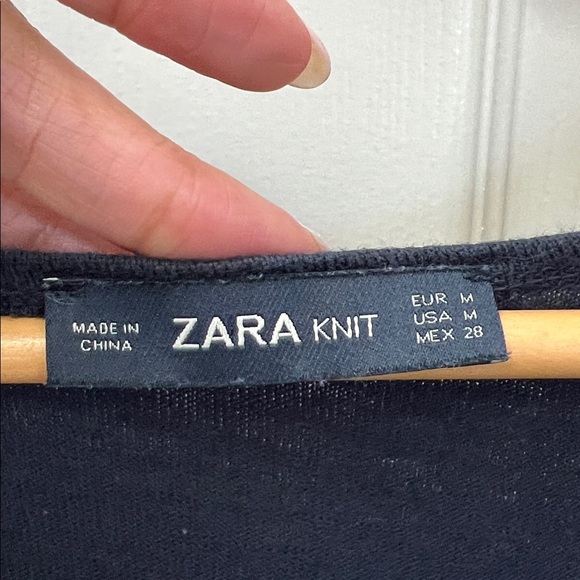 MADE IN
CHINA
ZARA KNIT
EUR M
USA M
MEX 28